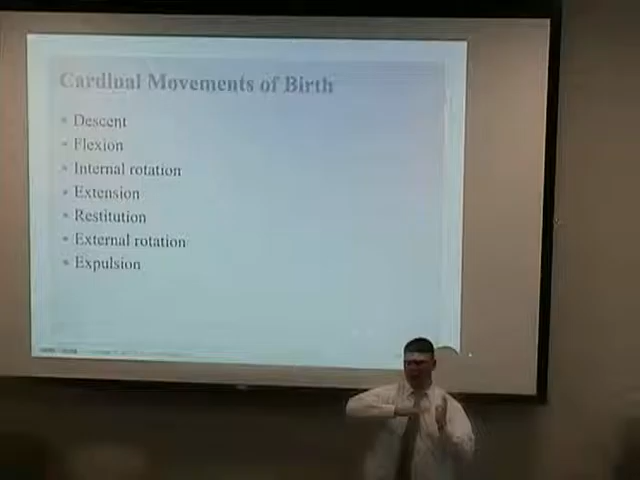 Cardinal Movements of Birth
Descent
Flexion
Internal rotation
Extension
Restitution
External rotation
Expulsion